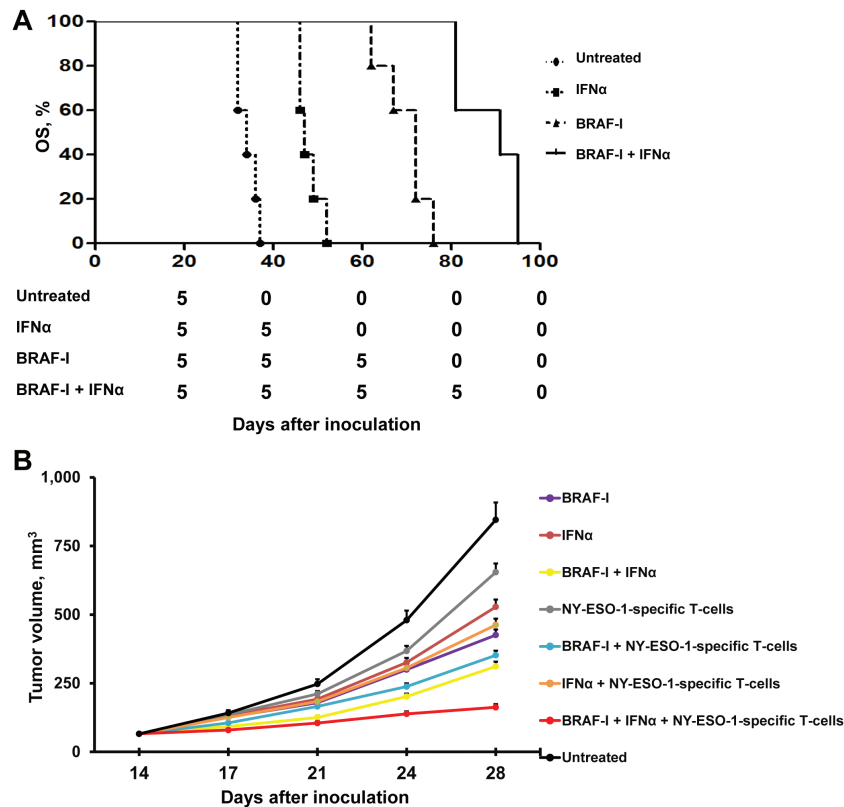 A
100
80
60
40
20
0
OS, %
0 20 40 60 80 100
Untreated
IFNα
BRAF-I
BRAF-I + IFNα
Untreated 5 0 0 0 0
IFNα 5 5 0 0 0
BRAF-I 5 5 5 0 0
BRAF-I + IFNα 5 5 5 5 0
Days after inoculation
B
1,000
750
500
250
0
Tumor volume, mm³
14 17 21 24 28
Days after inoculation
BRAF-I
IFNα
BRAF-I + IFNα
NY-ESO-1-specific T-cells
BRAF-I + NY-ESO-1-specific T-cells
IFNα + NY-ESO-1-specific T-cells
BRAF-I + IFNα + NY-ESO-1-specific T-cells
Untreated